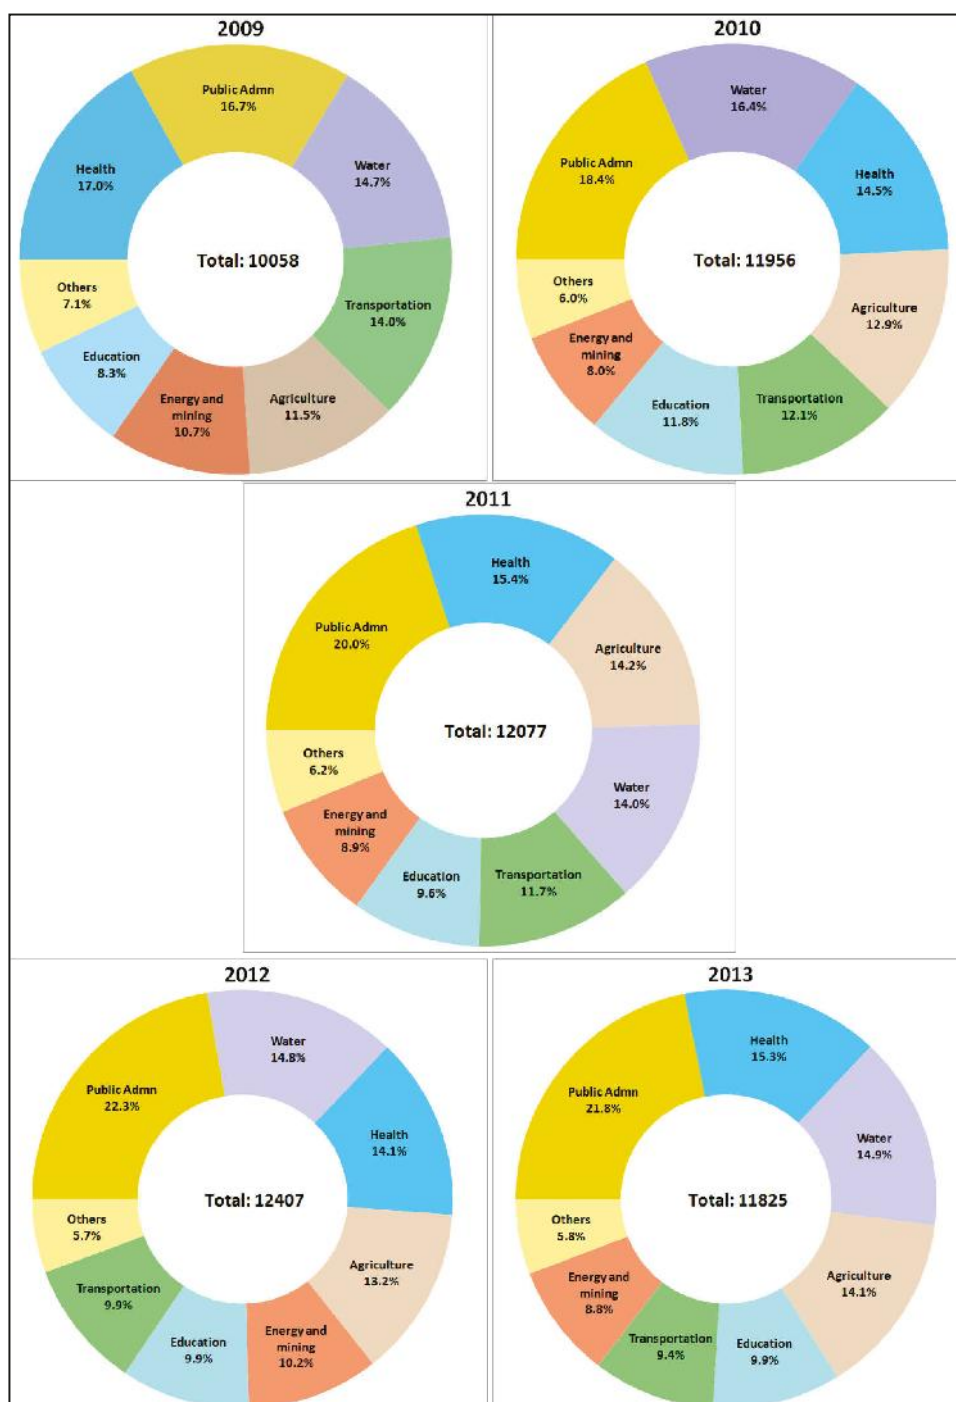 2009
Public Admn
16.7%
Water
14.7%
Health
17.0%
Total: 10058
Others
7.1%
Transportation
14.0%
Education
8.3%
Energy and
mining
10.7%
Agriculture
11.5%
2010
Water
16.4%
Public Admn
18.4%
Health
14.5%
Total: 11956
Others
6.0%
Agriculture
12.9%
Energy and
mining
8.0%
Education
11.8%
Transportation
12.1%
2011
Health
15.4%
Public Admn
20.0%
Agriculture
14.2%
Total: 12077
Others
6.2%
Water
14.0%
Energy and
mining
8.9%
Education
9.6%
Transportation
11.7%
2012
Water
14.8%
Public Admn
22.3%
Health
14.1%
Total: 12407
Others
5.7%
Agriculture
13.2%
Transportation
9.9%
Education
9.9%
Energy and
mining
10.2%
2013
Health
15.3%
Public Admn
21.8%
Water
14.9%
Total: 11825
Others
5.8%
Agriculture
14.1%
Energy and
mining
8.8%
Transportation
9.4%
Education
9.9%